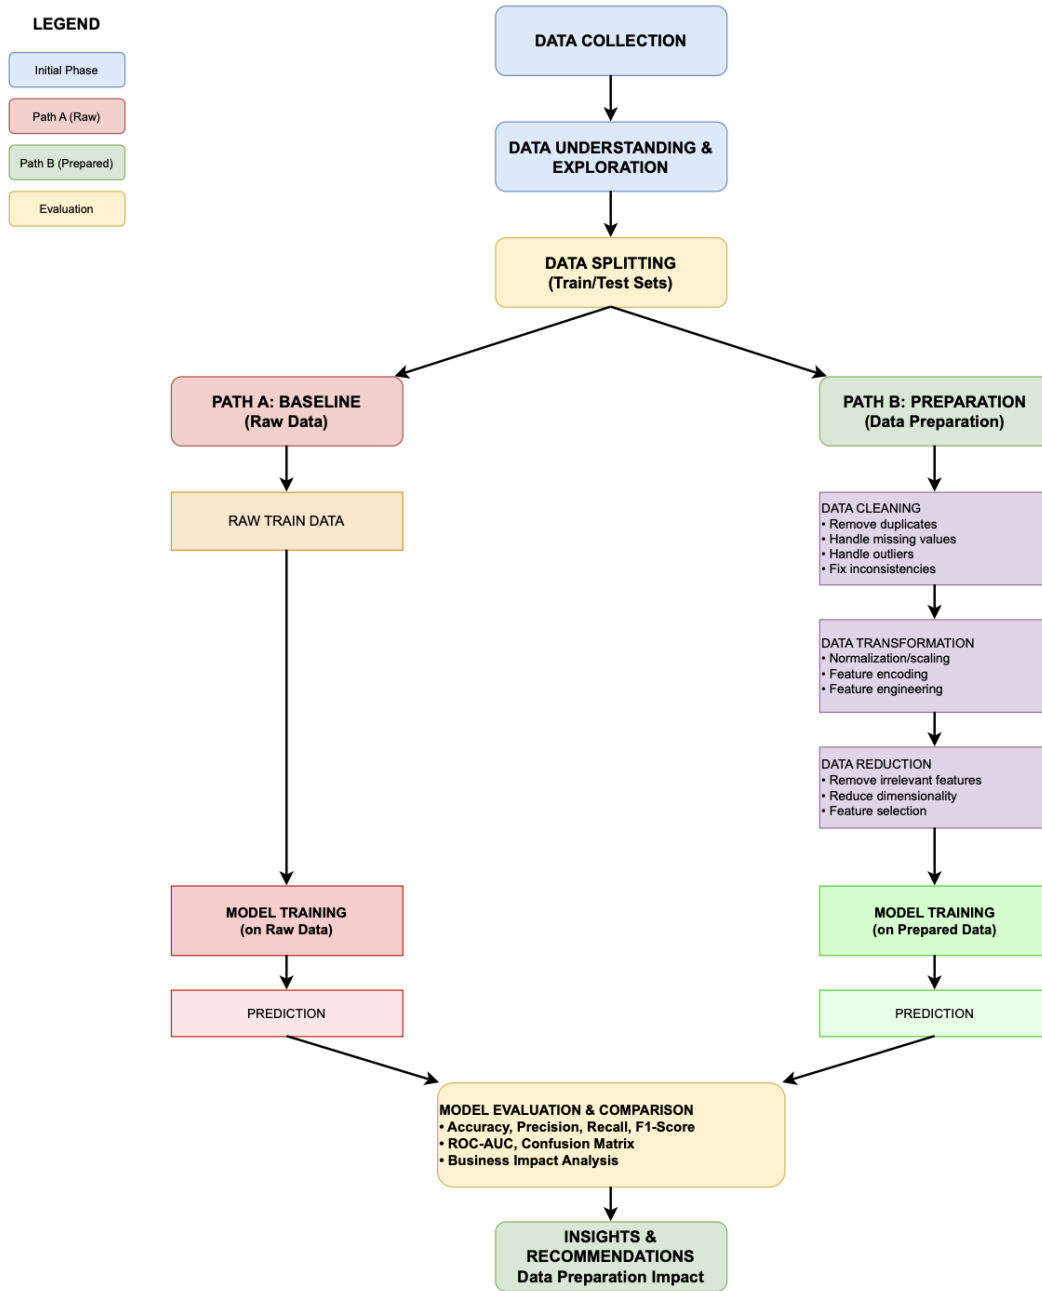 LEGEND
Initial Phase
Path A (Raw)
Path B (Prepared)
Evaluation
DATA COLLECTION
DATA UNDERSTANDING &
EXPLORATION
DATA SPLITTING
(Train/Test Sets)
PATH A: BASELINE
(Raw Data)
RAW TRAIN DATA
MODEL TRAINING
(on Raw Data)
PREDICTION
PATH B: PREPARATION
(Data Preparation)
DATA CLEANING
• Remove duplicates
• Handle missing values
• Handle outliers
• Fix inconsistencies
DATA TRANSFORMATION
• Normalization/scaling
• Feature encoding
• Feature engineering
DATA REDUCTION
• Remove irrelevant features
• Reduce dimensionality
• Feature selection
MODEL TRAINING
(on Prepared Data)
PREDICTION
MODEL EVALUATION & COMPARISON
• Accuracy, Precision, Recall, F1-Score
• ROC-AUC, Confusion Matrix
• Business Impact Analysis
INSIGHTS &
RECOMMENDATIONS
Data Preparation Impact